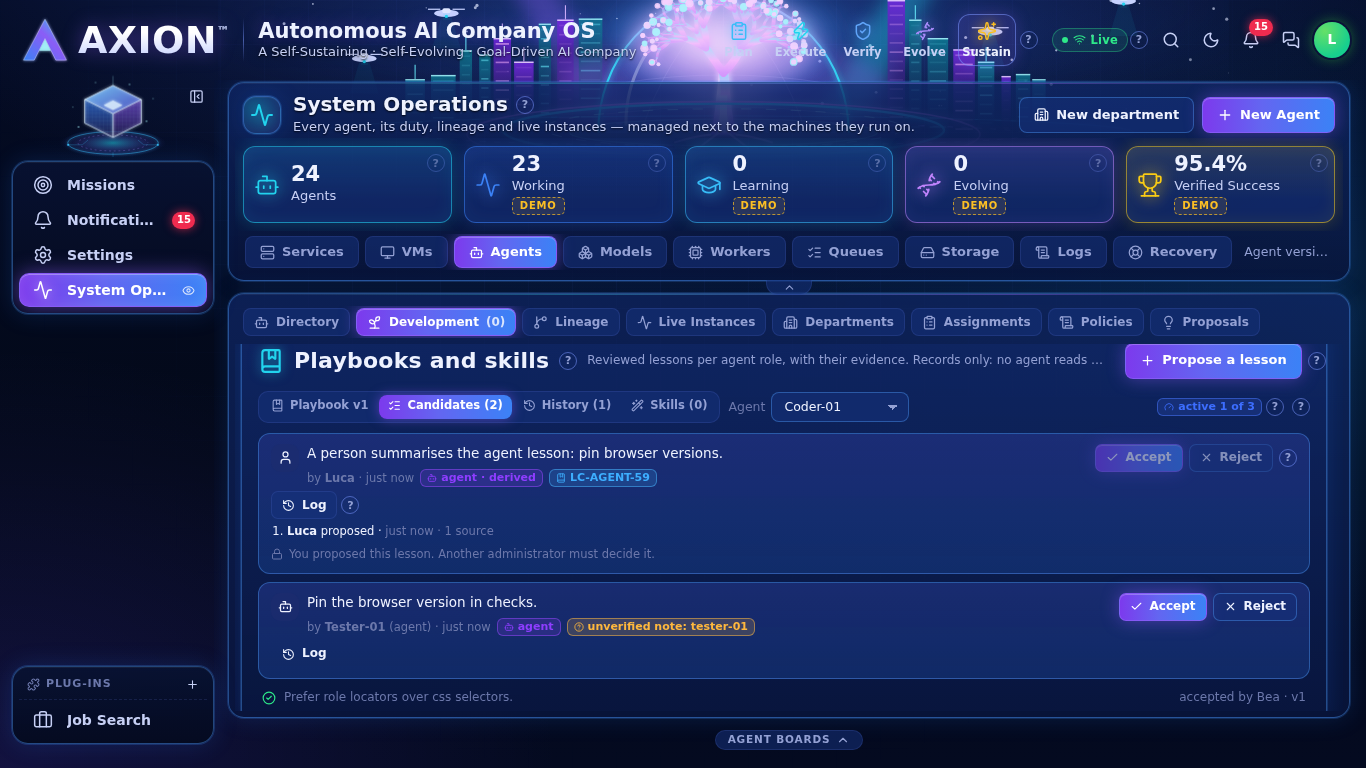 AXION™
Autonomous AI Company OS
A Self-Sustaining · Self-Evolving · Goal-Driven AI Company
Execute
Verify
Evolve
Sustain
?
Live
?
15
L
Missions
Notificati...
15
Settings
System Op...
PLUG-INS
+
Job Search
System Operations
?
Every agent, its duty, lineage and live instances — managed next to the machines they run on.
New department
+ New Agent
24
Agents
?
23
Working
DEMO
?
0
Learning
DEMO
?
0
Evolving
DEMO
?
95.4%
Verified Success
DEMO
?
Services
VMs
Agents
Models
Workers
Queues
Storage
Logs
Recovery
Agent versi...
Directory
Development (0)
Lineage
Live Instances
Departments
Assignments
Policies
Proposals
Playbooks and skills
?
Reviewed lessons per agent role, with their evidence. Records only: no agent reads ...
+ Propose a lesson
?
Playbook v1
Candidates (2)
History (1)
Skills (0)
Agent
Coder-01
active 1 of 3
?
?
A person summarises the agent lesson: pin browser versions.
Accept
Reject
?
by Luca · just now
agent · derived
LC-AGENT-59
Log
?
1. Luca proposed · just now · 1 source
You proposed this lesson. Another administrator must decide it.
Pin the browser version in checks.
Accept
Reject
by Tester-01 (agent) · just now
agent
unverified note: tester-01
Log
Prefer role locators over css selectors.
accepted by Bea · v1
AGENT BOARDS